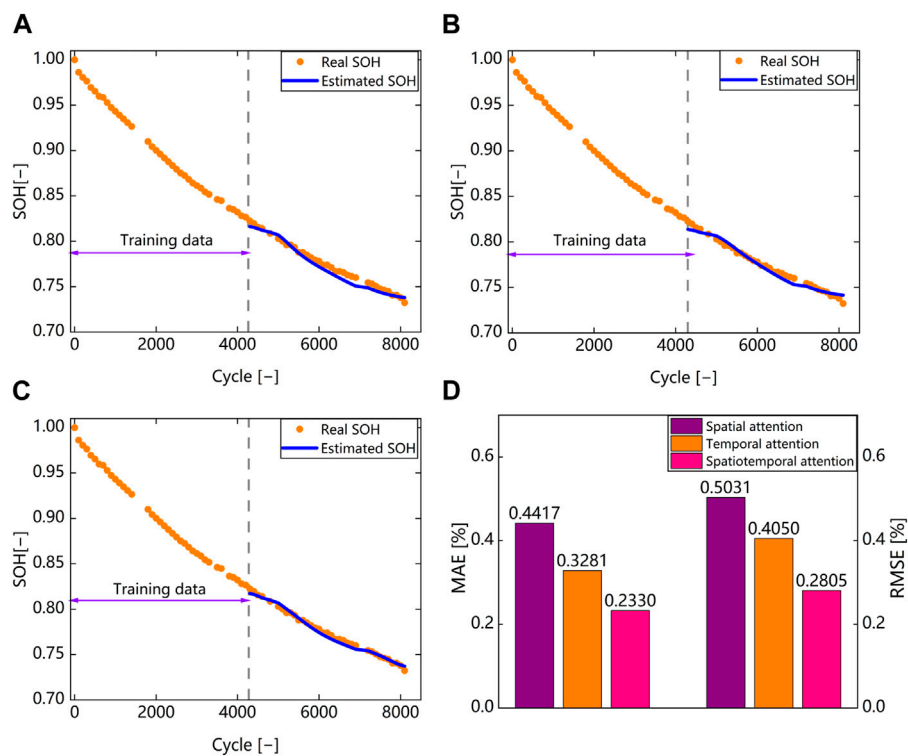 A
1.00
0.95
0.90
0.85
0.80
0.75
0.70
SOH[-]
Real SOH
Estimated SOH
Training data
0
2000
4000
6000
8000
Cycle [-]
B
1.00
0.95
0.90
0.85
0.80
0.75
0.70
SOH[-]
Real SOH
Estimated SOH
Training data
0
2000
4000
6000
8000
Cycle [-]
C
1.00
0.95
0.90
0.85
0.80
0.75
0.70
SOH[-]
Real SOH
Estimated SOH
Training data
0
2000
4000
6000
8000
Cycle [-]
D
0.6
0.4
0.2
0.0
MAE [%]
Spatial attention
Temporal attention
Spatiotemporal attention
0.4417
0.3281
0.2330
0.5031
0.4050
0.2805
0.6
0.4
0.2
0.0
RMSE [%]